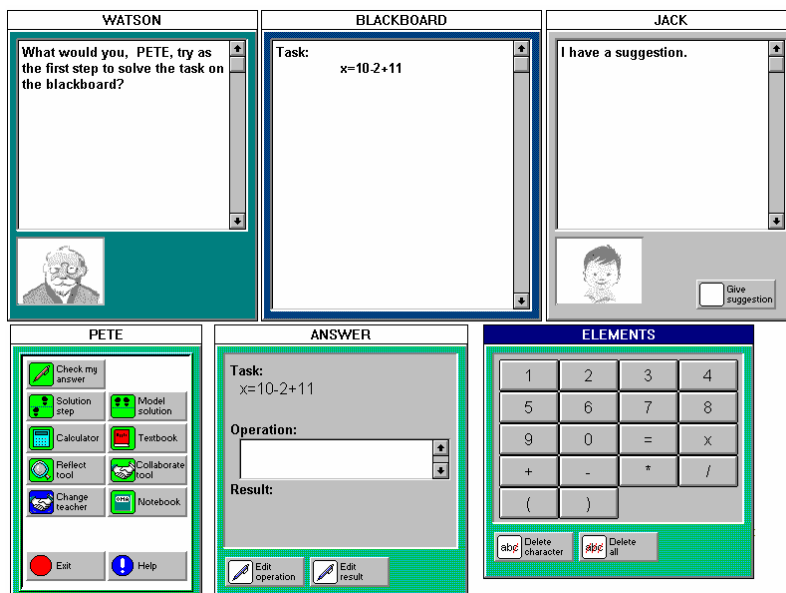 WATSON
What would you, PETE, try as
the first step to solve the task on
the blackboard?
BLACKBOARD
Task:
x=10-2+11
JACK
I have a suggestion.
Give
suggestion
PETE
Check my
answer
Solution
step
Model
solution
Calculator
Textbook
Reflect
tool
Collaborate
tool
Change
teacher
Notebook
Exit
Help
ANSWER
Task:
x=10-2+11
Operation:
Result:
Edit
operation
Edit
result
ELEMENTS
1 2 3 4
5 6 7 8
9 0 = x
+ - * /
( )
abc Delete
character
abc Delete
all